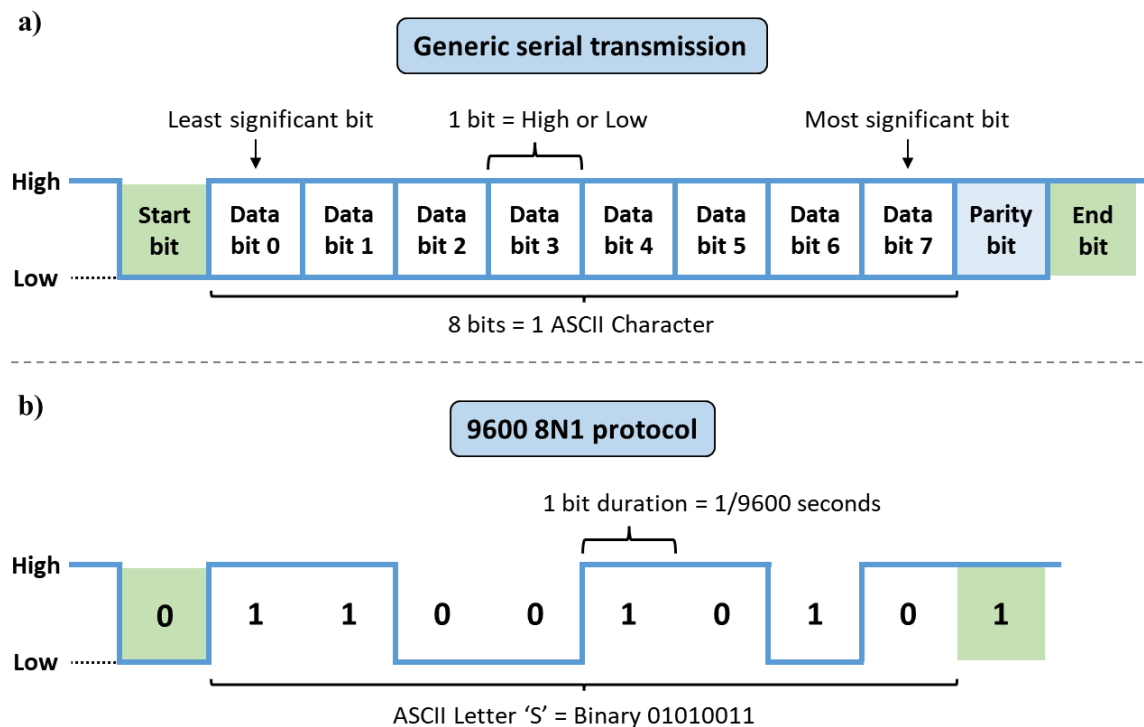 a)
Generic serial transmission
Least significant bit
1 bit = High or Low
Most significant bit
High
Start bit
Data bit 0
Data bit 1
Data bit 2
Data bit 3
Data bit 4
Data bit 5
Data bit 6
Data bit 7
Parity bit
End bit
Low
8 bits = 1 ASCII Character
b)
9600 8N1 protocol
1 bit duration = 1/9600 seconds
High
0 1 1 0 0 1 0 1 0 1
Low
ASCII Letter ‘S’ = Binary 01010011